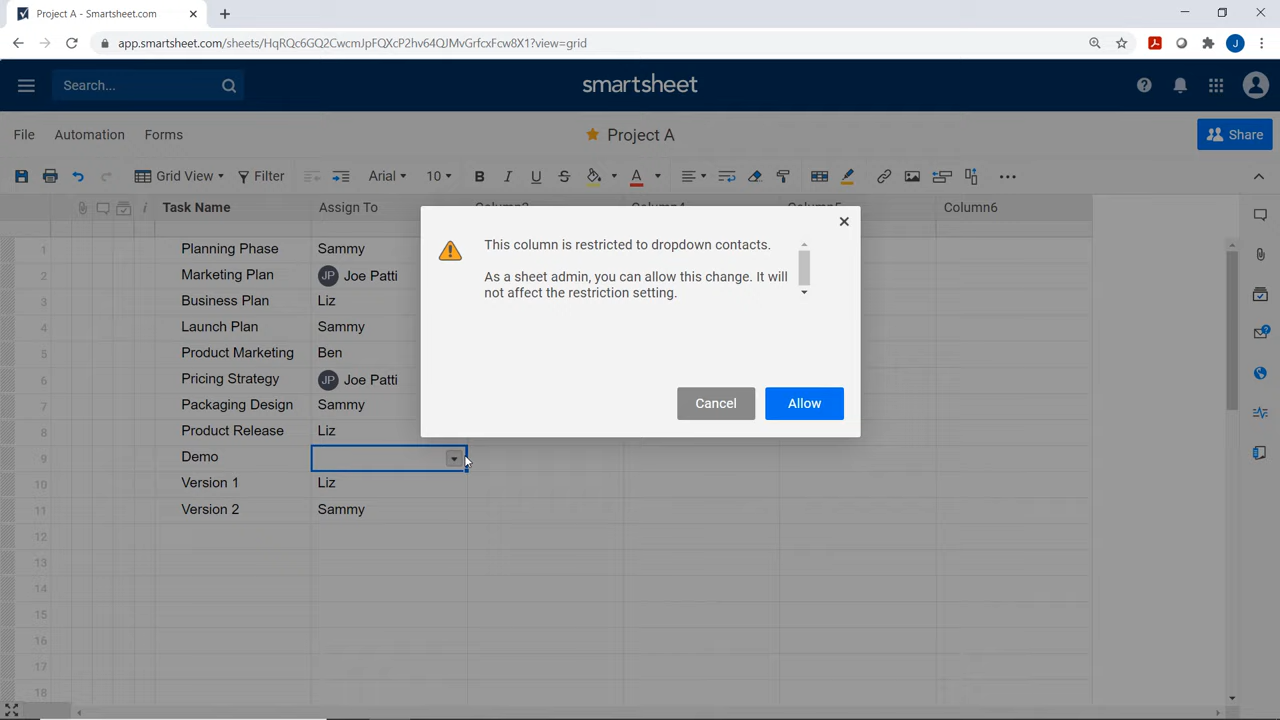 Project A - Smartsheet.com
app.smartsheet.com/sheets/HqRQc6GQ2CwcmJpFQXcP2hv64QJMvGrfcxFcw8X1?view=grid
J
Search...
smartsheet
File Automation Forms
Project A
Share
Grid View Filter Arial 10 B I U S A
Task Name Assign To Column3 Column4 Column5 Column6
This column is restricted to dropdown contacts.
As a sheet admin, you can allow this change. It will
not affect the restriction setting.
Cancel Allow
1 Planning Phase Sammy
2 Marketing Plan JP Joe Patti
3 Business Plan Liz
4 Launch Plan Sammy
5 Product Marketing Ben
6 Pricing Strategy JP Joe Patti
7 Packaging Design Sammy
8 Product Release Liz
9 Demo
10 Version 1 Liz
11 Version 2 Sammy
12
13
14
15
16
17
18